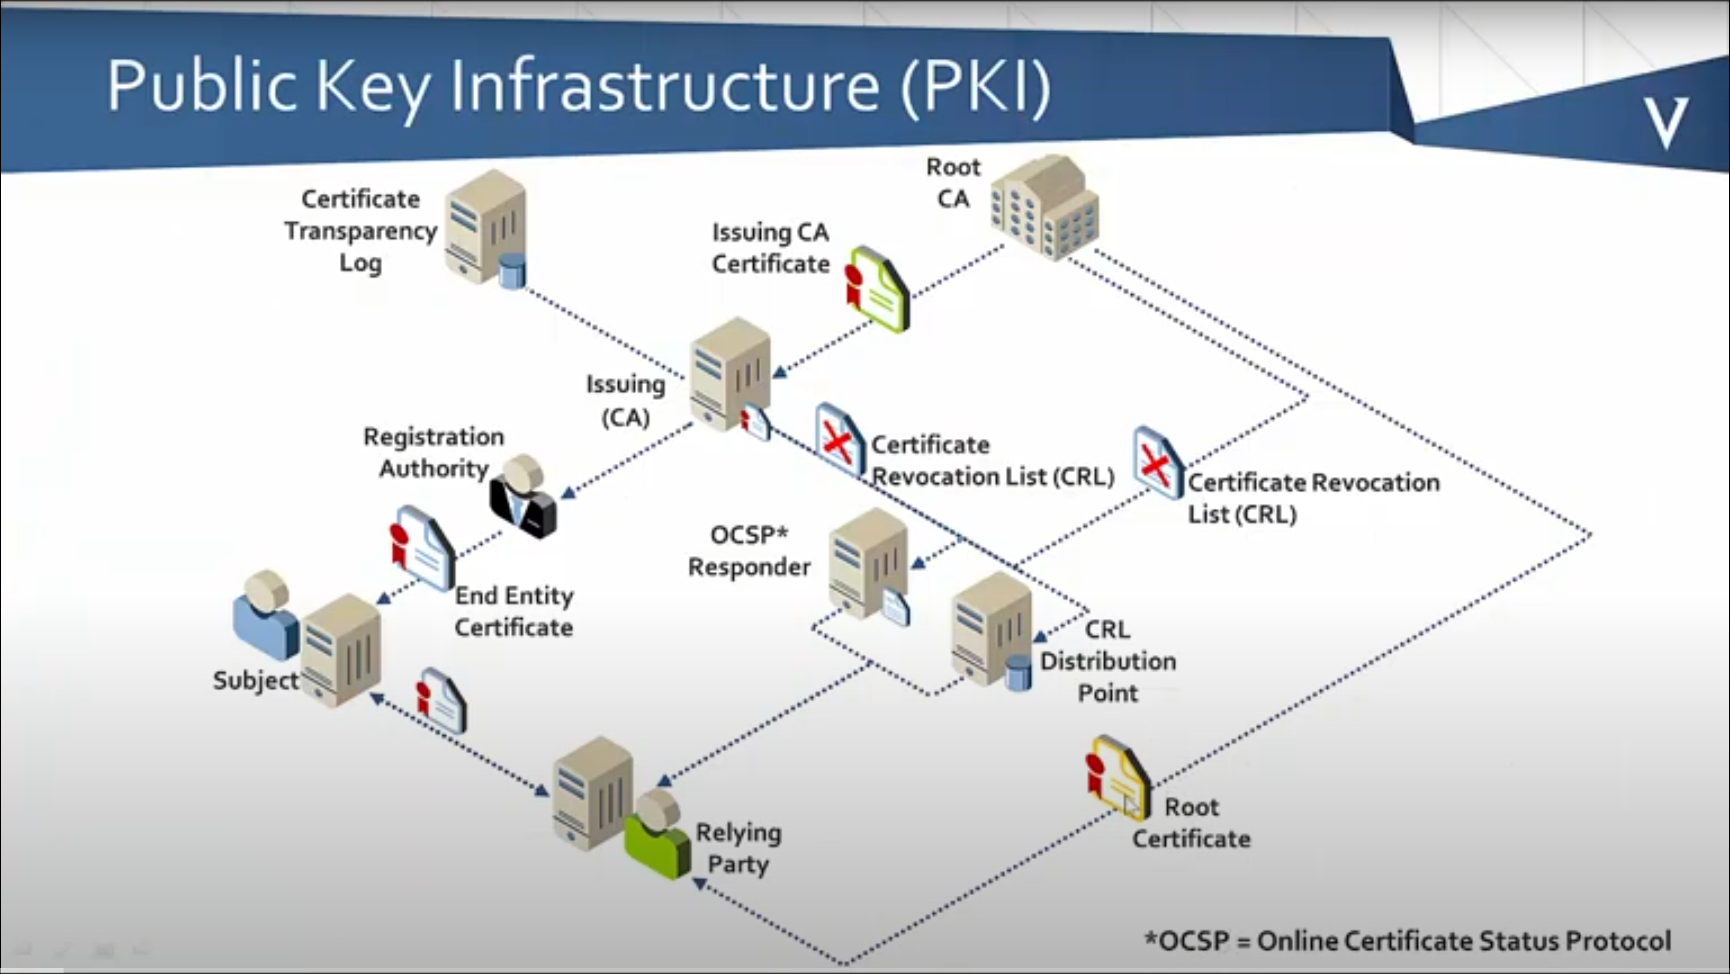 Public Key Infrastructure (PKI)
V
Root
CA
Certificate
Transparency
Log
Issuing CA
Certificate
Issuing
(CA)
Registration
Authority
Certificate
Revocation List (CRL)
Certificate Revocation
List (CRL)
OCSP*
Responder
End Entity
Certificate
CRL
Distribution
Point
Subject
Root
Certificate
Relying
Party
*OCSP = Online Certificate Status Protocol